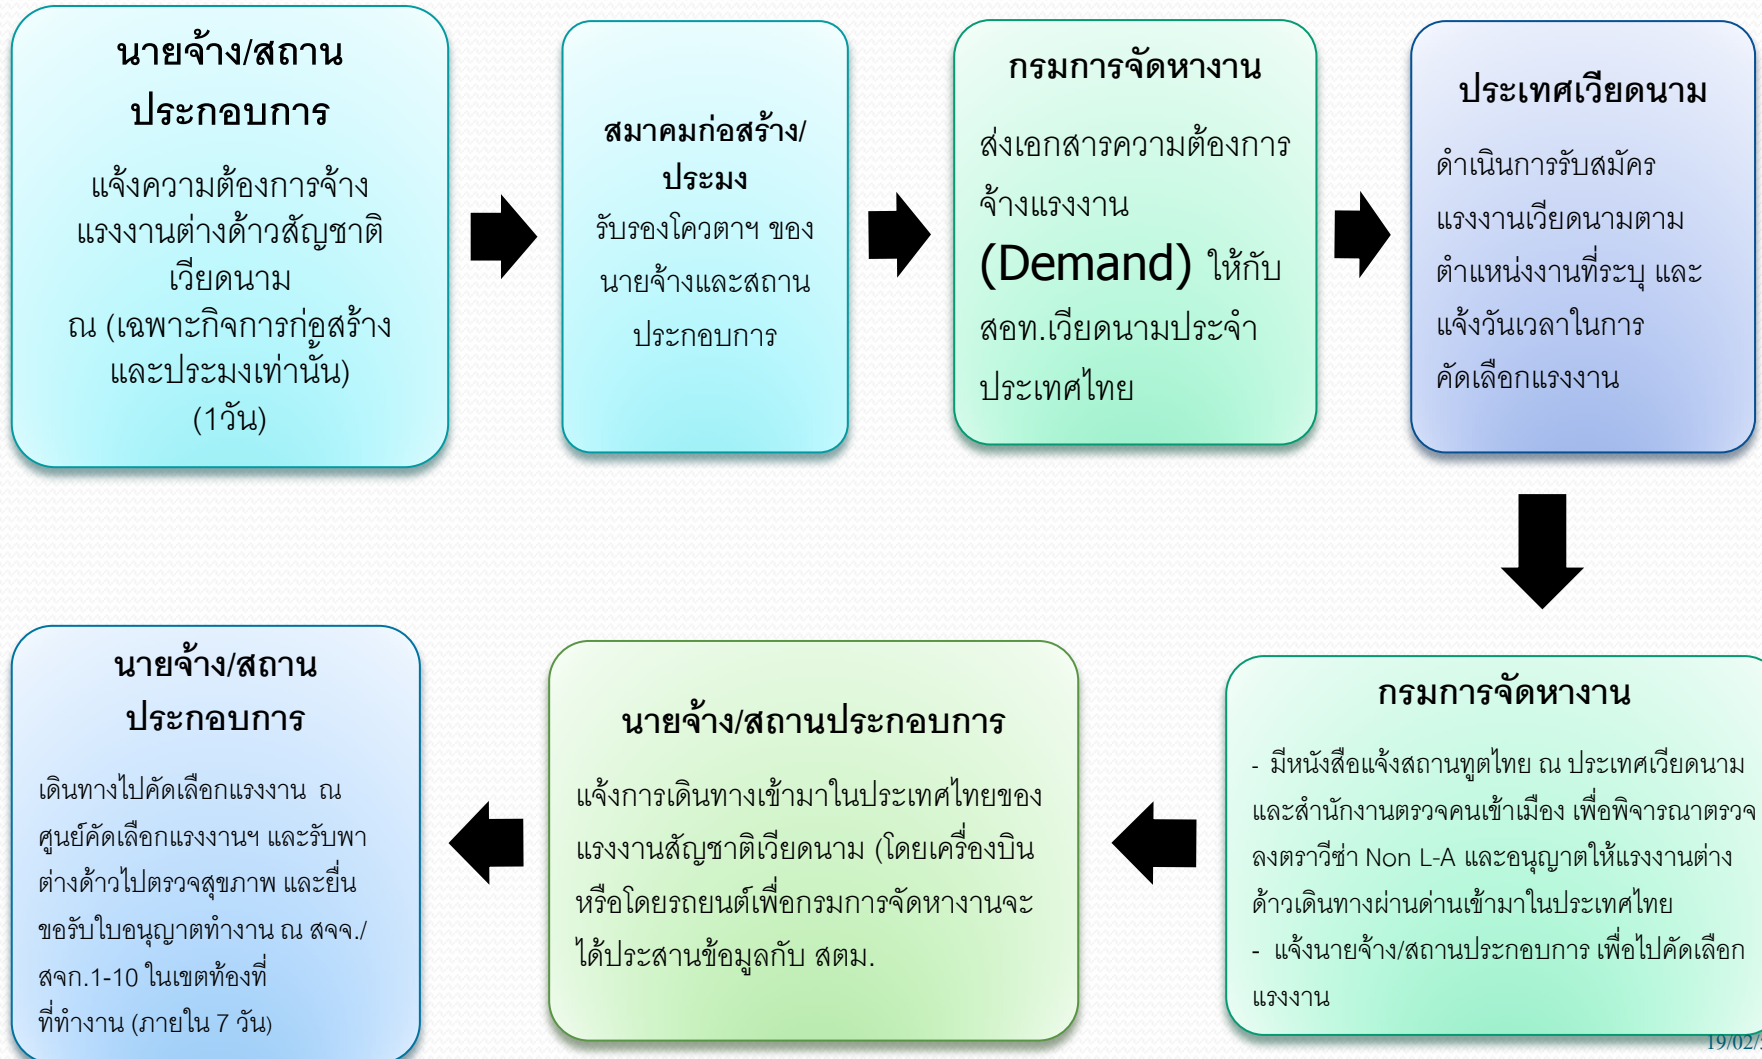 นายจ้าง/สถาน
ประกอบการ
แจ้งความต้องการจ้าง
แรงงานต่างด้าวสัญชาติ
เวียดนาม
ณ (เฉพาะกิจการก่อสร้าง
และประมงเท่านั้น)
(1วัน)
สมาคมก่อสร้าง/
ประมง
รับรองโควตาฯ ของ
นายจ้างและสถาน
ประกอบการ
กรมการจัดหางาน
ส่งเอกสารความต้องการ
จ้างแรงงาน
(Demand) ให้กับ
สอท.เวียดนามประจำ
ประเทศไทย
ประเทศเวียดนาม
ดำเนินการรับสมัคร
แรงงานเวียดนามตาม
ตำแหน่งงานที่ระบุ และ
แจ้งวันเวลาในการ
คัดเลือกแรงงาน
กรมการจัดหางาน
- มีหนังสือแจ้งสถานทูตไทย ณ ประเทศเวียดนาม
และสำนักงานตรวจคนเข้าเมือง เพื่อพิจารณาตรวจ
ลงตราวีซ่า Non L-A และอนุญาตให้แรงงานต่าง
ด้าวเดินทางผ่านด่านเข้ามาในประเทศไทย
- แจ้งนายจ้าง/สถานประกอบการ เพื่อไปคัดเลือก
แรงงาน
นายจ้าง/สถานประกอบการ
แจ้งการเดินทางเข้ามาในประเทศไทยของ
แรงงานสัญชาติเวียดนาม (โดยเครื่องบิน
หรือโดยรถยนต์เพื่อกรมการจัดหางานจะ
ได้ประสานข้อมูลกับ สตม.
นายจ้าง/สถาน
ประกอบการ
เดินทางไปคัดเลือกแรงงาน ณ
ศูนย์คัดเลือกแรงงานฯ และรับพา
ต่างด้าวไปตรวจสุขภาพ และยื่น
ขอรับใบอนุญาตทำงาน ณ สจจ./
สจก.1-10 ในเขตท้องที่
ที่ทำงาน (ภายใน 7 วัน)
19/02/